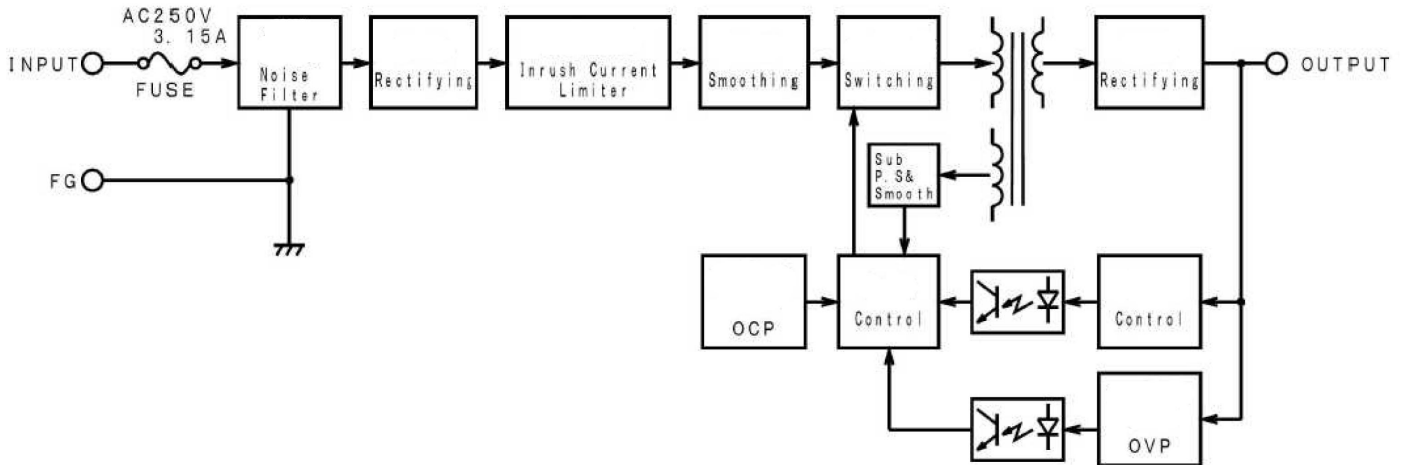 AC250V
3. 15A
INPUT
FUSE
Noise
Filter
Rectifying
Inrush Current
Limiter
Smoothing
Switching
Rectifying
OUTPUT
FG
Sub
P.S&
Smooth
OCP
Control
Control
OVP